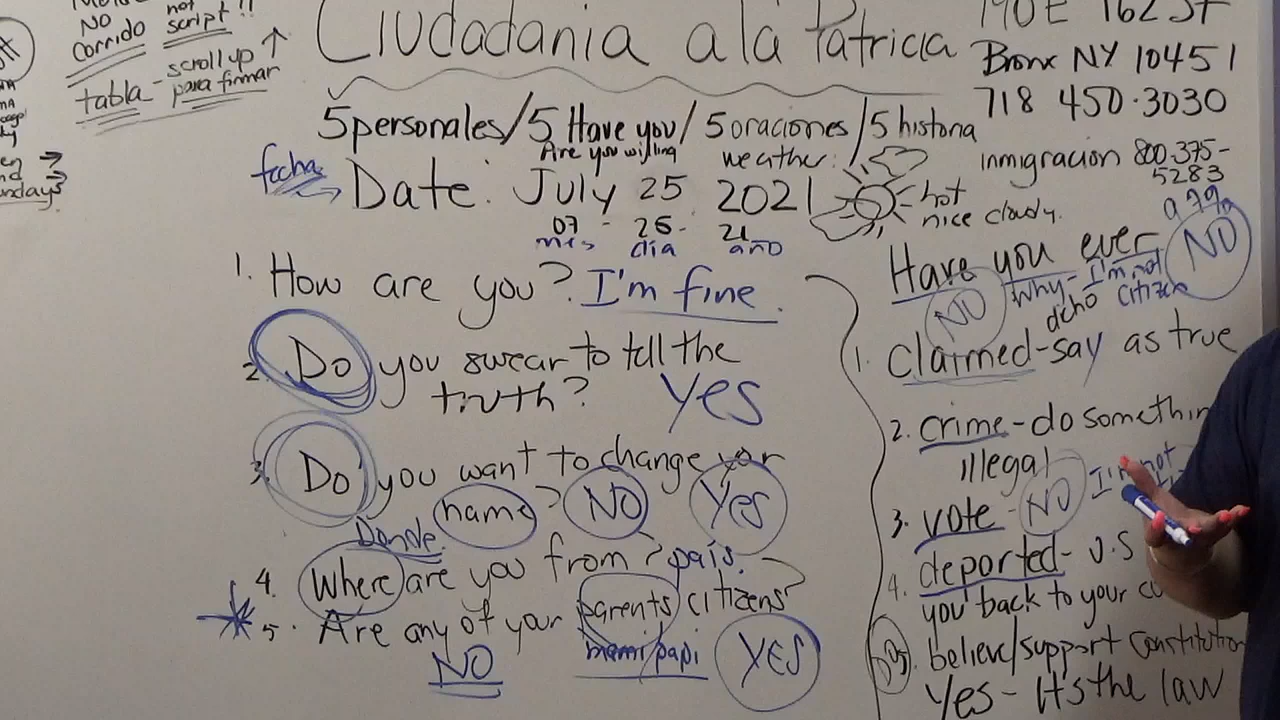 NO not
Corrido script !!
tabla - scroll up
para firmar
Ciudadania a la Patricia
5 personales / 5 Have you / 5 oraciones / 5 historia
Are you willing
weather:
fecha
Date: July 25 2021
07 - 25 - 21
mes dia año
hot
nice cloudy.
1. How are you? I'm fine.
2. Do you swear to tell the
truth? Yes
3. Do you want to change yor
name? NO Yes
Donde
4. Where are you from? país.
5. Are any of your parents citizens?
NO mami/papi YES
190 E 162 St
Bronx NY 10451
718 450-3030
inmigracion 800-375-
5283
Have you ever NO
NO Why - I'm not
dcho citizen
1. Claimed - say as true
2. crime - do somethin
illegal
3. vote - NO I'm not
4. deported - U.S
you back to your
believe/support constitution
Yes - It's the law